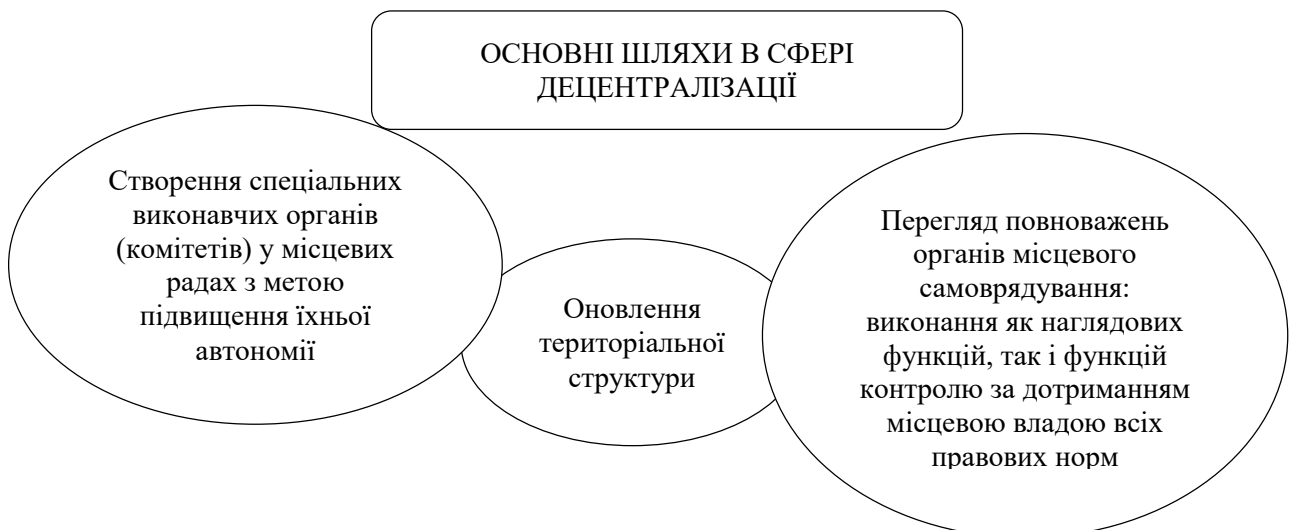 ОСНОВНІ ШЛЯХИ В СФЕРІ
ДЕЦЕНТРАЛІЗАЦІЇ
Створення спеціальних
виконавчих органів
(комітетів) у місцевих
радах з метою
підвищення їхньої
автономії
Оновлення
територіальної
структури
Перегляд повноважень
органів місцевого
самоврядування:
виконання як наглядових
функцій, так і функцій
контролю за дотриманням
місцевою владою всіх
правових норм